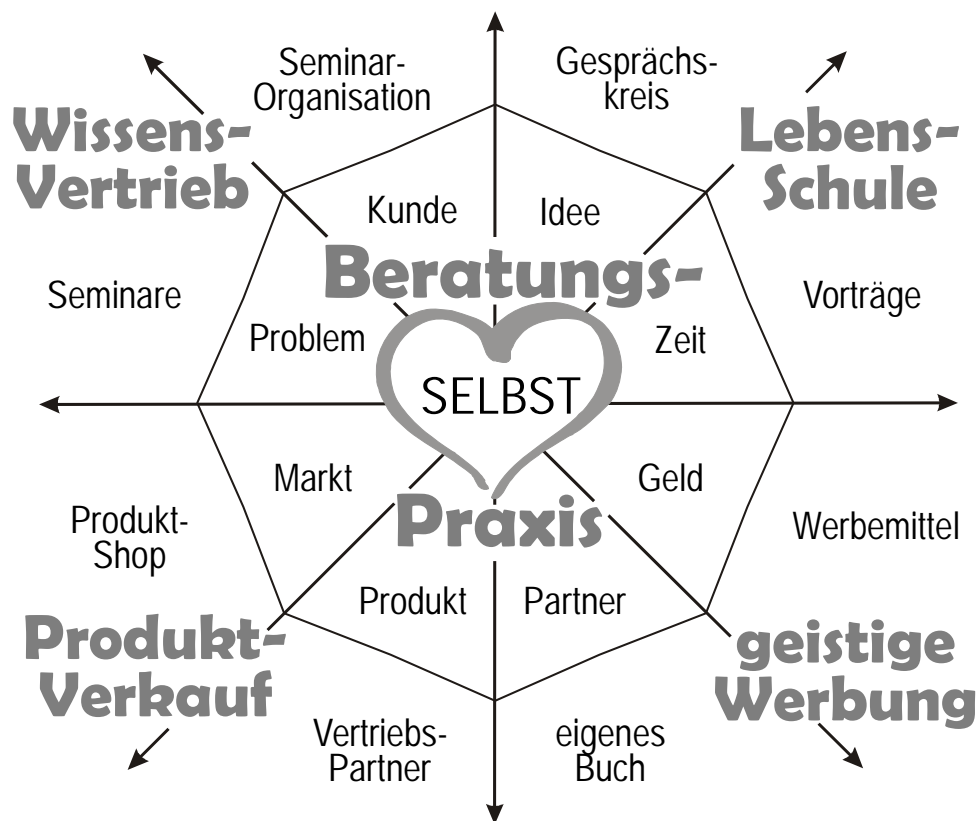 Seminar-
Organisation
Gesprächs-
kreis
Wissens-
Vertrieb
Lebens-
Schule
Kunde
Idee
Beratungs-
Seminare
Vorträge
Problem
Zeit
SELBST
Markt
Geld
Praxis
Produkt-
Shop
Werbemittel
Produkt
Partner
Produkt-
Verkauf
geistige
Werbung
Vertriebs-
Partner
eigenes
Buch